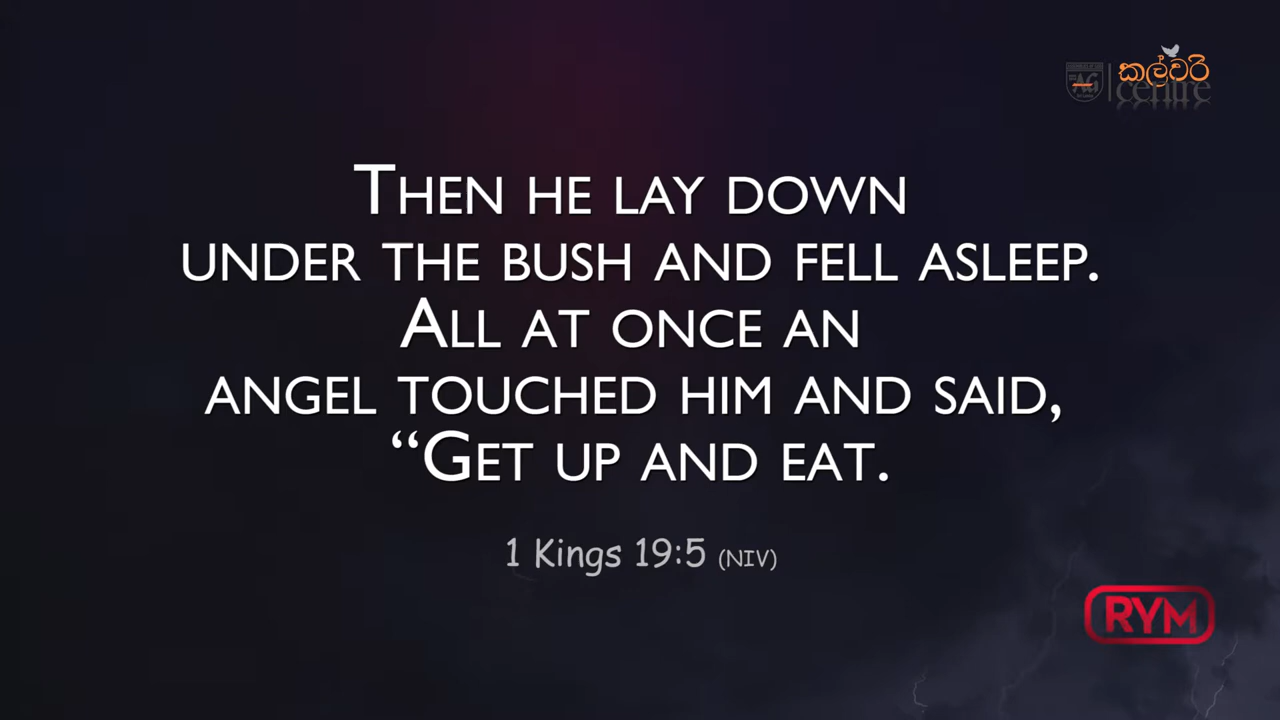 කල්වරි
AG
centre
THEN HE LAY DOWN
UNDER THE BUSH AND FELL ASLEEP.
ALL AT ONCE AN
ANGEL TOUCHED HIM AND SAID,
“GET UP AND EAT.
1 Kings 19:5 (NIV)
RYM